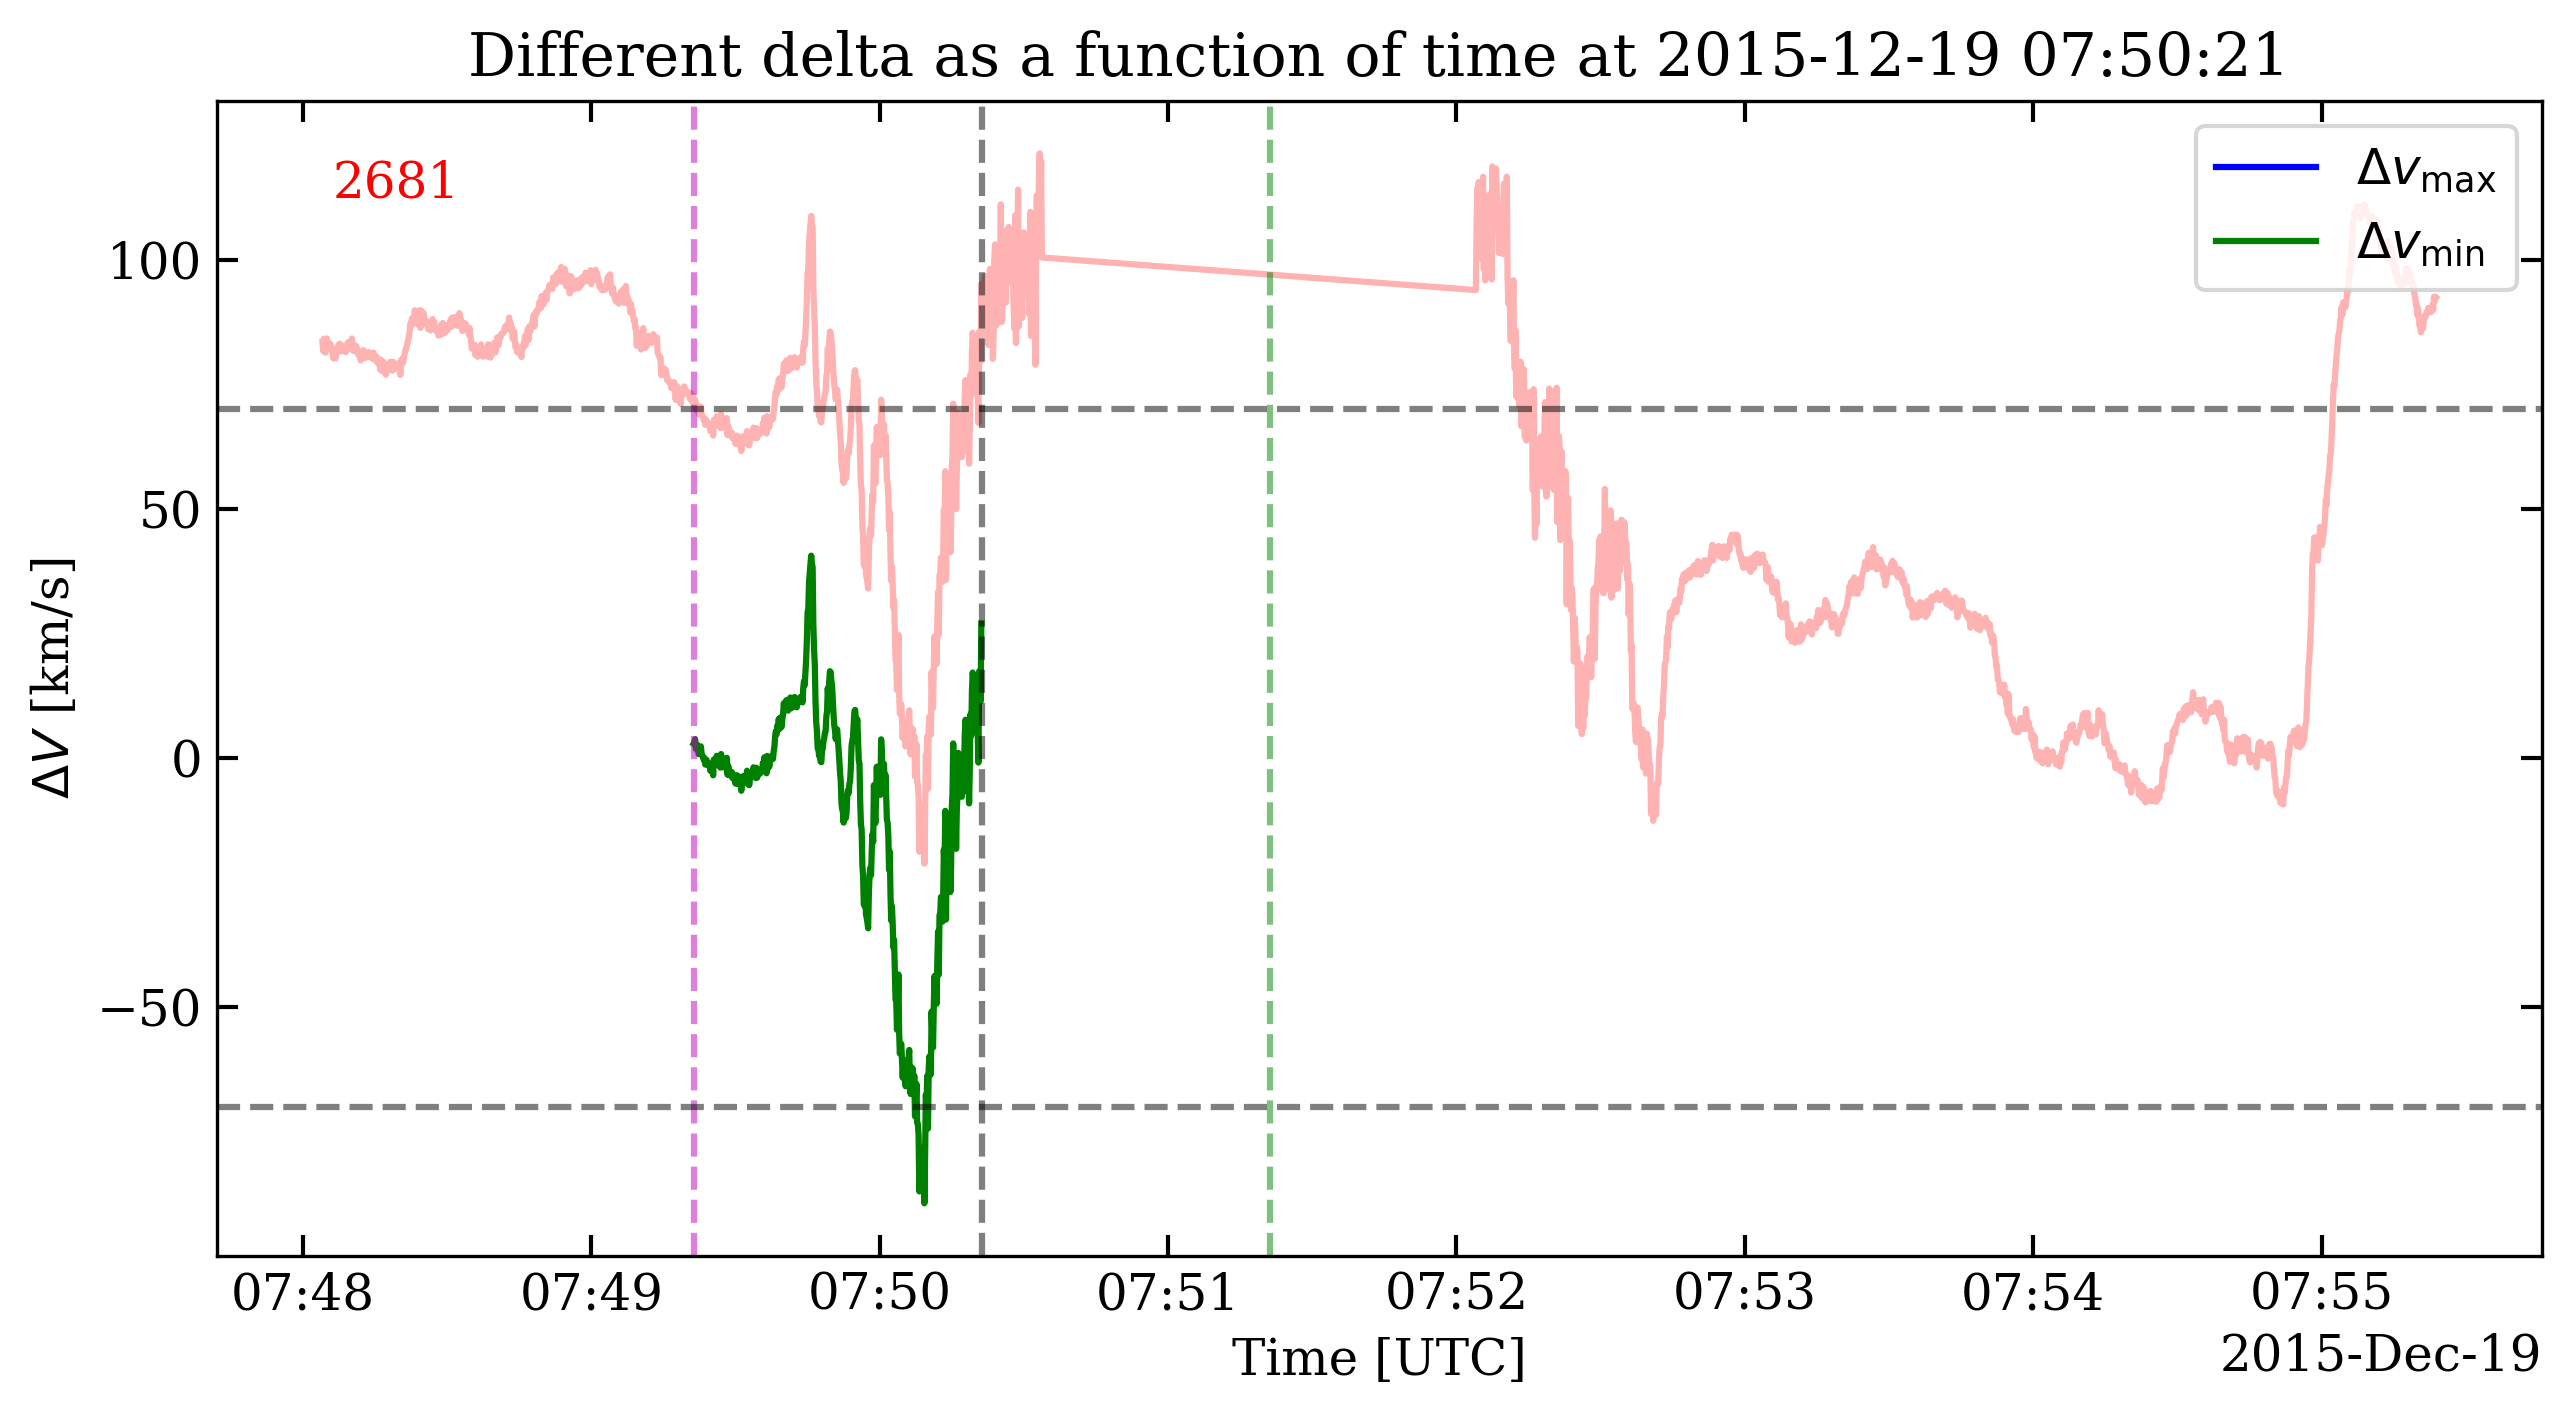 Different delta as a function of time at 2015-12-19 07:50:21
2681
Δv_max
Δv_min
100
50
0
−50
ΔV [km/s]
07:48 07:49 07:50 07:51 07:52 07:53 07:54 07:55
Time [UTC]
2015-Dec-19